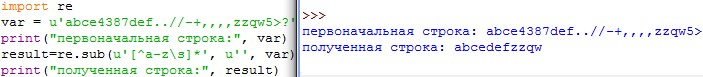 import re
var = u'abce4387def..//-+,,,,zzqw5>?'
print("первоначальная строка:", var)
result=re.sub(u'[^a-z\s]*', u'', var)
print("полученная строка:", result)
>>>
первоначальная строка: abce4387def..//-+,,,,zzqw5>
полученная строка: abcedefzzqw